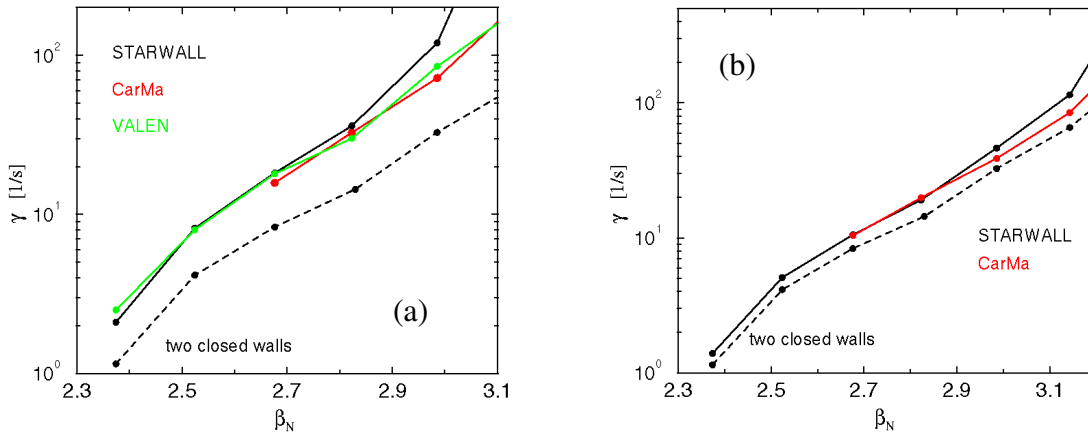 10²
10¹
10⁰
γ [1/s]
STARWALL
CarMa
VALEN
(a)
two closed walls
2.3 2.5 2.7 2.9 3.1
β_N
10²
10¹
10⁰
γ [1/s]
(b)
STARWALL
CarMa
two closed walls
2.3 2.5 2.7 2.9 3.1
β_N